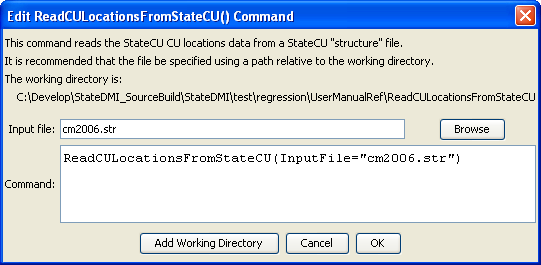 Edit ReadCULocationsFromStateCU() Command
This command reads the StateCU CU locations data from a StateCU "structure" file.
It is recommended that the file be specified using a path relative to the working directory.
The working directory is:
C:\Develop\StateDMI_SourceBuild\StateDMI\test\regression\UserManualRef\ReadCULocationsFromStateCU
Input file: cm2006.str Browse
Command: ReadCULocationsFromStateCU(InputFile="cm2006.str")
Add Working Directory Cancel OK